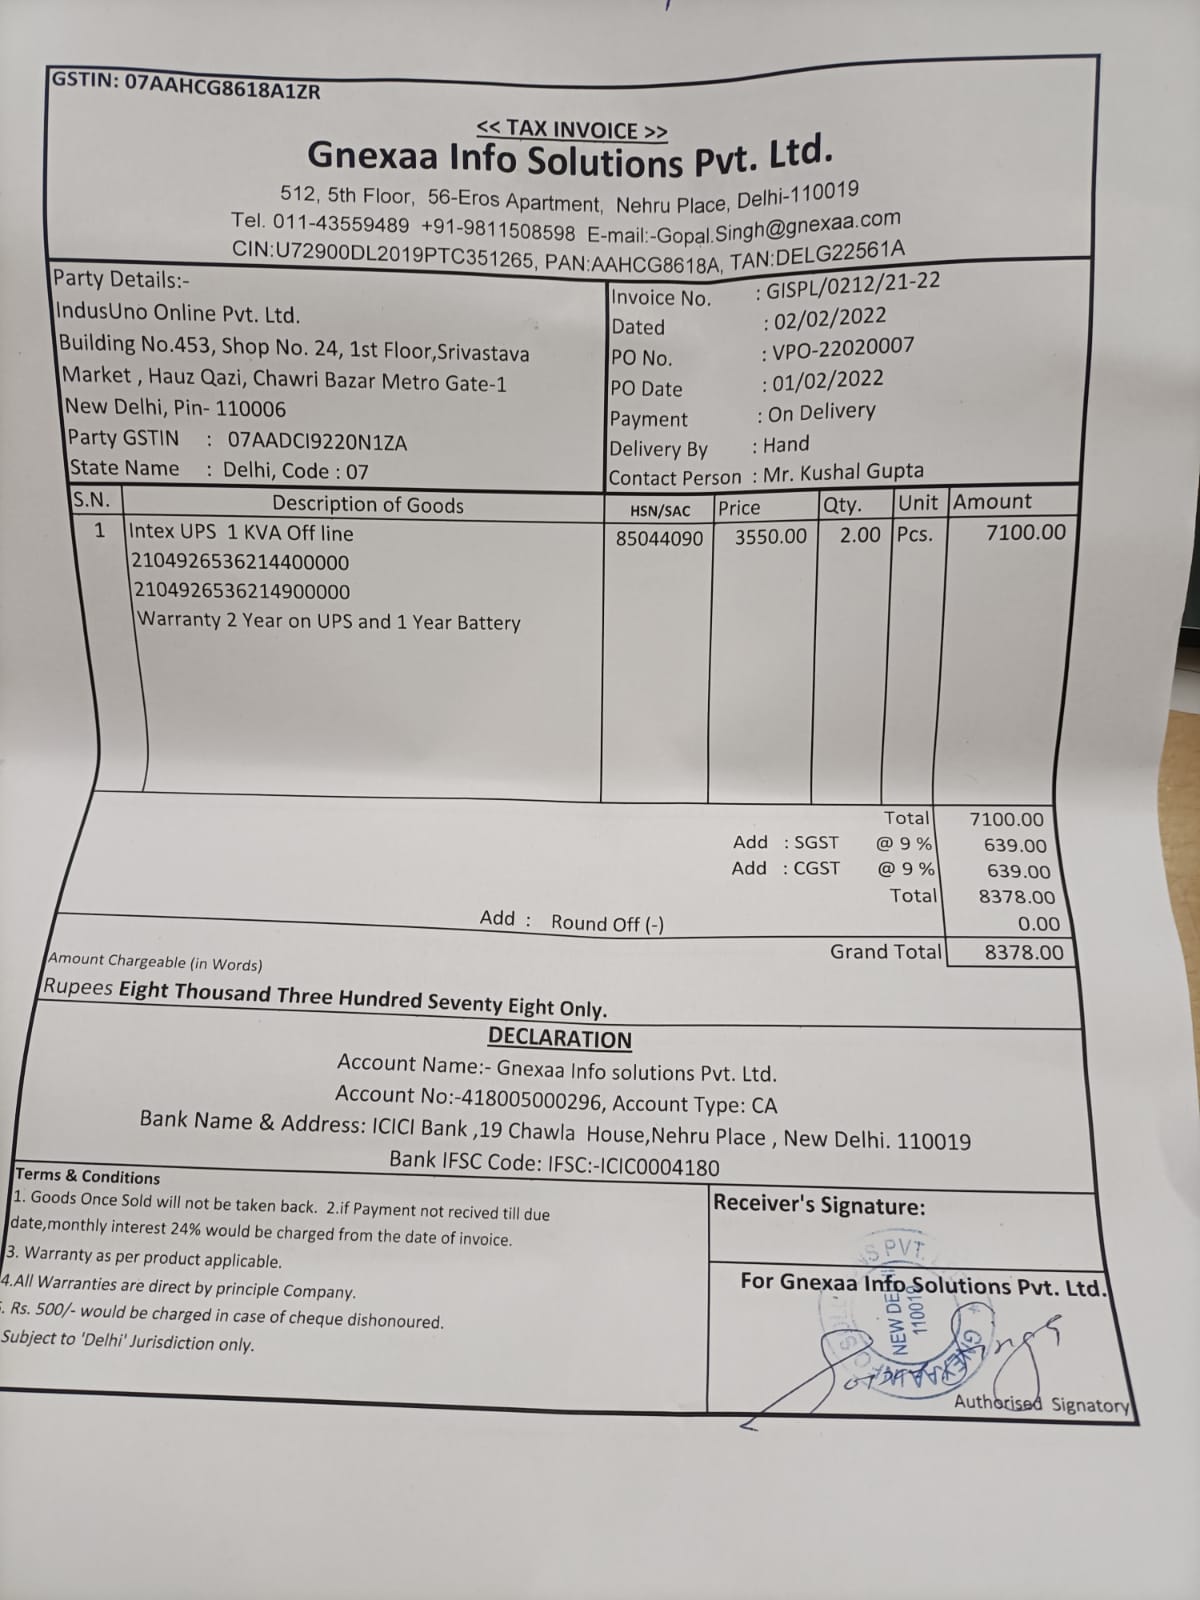 GSTIN: 07AAHCG8618A1ZR
<< TAX INVOICE >>
Gnexaa Info Solutions Pvt. Ltd.
512, 5th Floor, 56-Eros Apartment, Nehru Place, Delhi-110019
Tel. 011-43559489 +91-9811508598 E-mail:-Gopal.Singh@gnexaa.com
CIN:U72900DL2019PTC351265, PAN:AAHCG8618A, TAN:DELG22561A
Party Details:-
IndusUno Online Pvt. Ltd.
Building No.453, Shop No. 24, 1st Floor,Srivastava
Market , Hauz Qazi, Chawri Bazar Metro Gate-1
New Delhi, Pin- 110006
Party GSTIN : 07AADCI9220N1ZA
State Name : Delhi, Code : 07
Invoice No. : GISPL/0212/21-22
Dated : 02/02/2022
PO No. : VPO-22020007
PO Date : 01/02/2022
Payment : On Delivery
Delivery By : Hand
Contact Person : Mr. Kushal Gupta
S.N. Description of Goods HSN/SAC Price Qty. Unit Amount
1 Intex UPS 1 KVA Off line 85044090 3550.00 2.00 Pcs. 7100.00
2104926536214400000
2104926536214900000
Warranty 2 Year on UPS and 1 Year Battery
Total 7100.00
Add : SGST @ 9 % 639.00
Add : CGST @ 9 % 639.00
Total 8378.00
Add : Round Off (-) 0.00
Grand Total 8378.00
Amount Chargeable (in Words)
Rupees Eight Thousand Three Hundred Seventy Eight Only.
DECLARATION
Account Name:- Gnexaa Info solutions Pvt. Ltd.
Account No:-418005000296, Account Type: CA
Bank Name & Address: ICICI Bank ,19 Chawla House,Nehru Place , New Delhi. 110019
Bank IFSC Code: IFSC:-ICIC0004180
Terms & Conditions
1. Goods Once Sold will not be taken back. 2.if Payment not recived till due
date,monthly interest 24% would be charged from the date of invoice.
3. Warranty as per product applicable.
4.All Warranties are direct by principle Company.
. Rs. 500/- would be charged in case of cheque dishonoured.
Subject to 'Delhi' Jurisdiction only.
Receiver's Signature:
For Gnexaa Info Solutions Pvt. Ltd.
S PVT.
NEW DE
110019
GNEXAA
Authorised Signatory